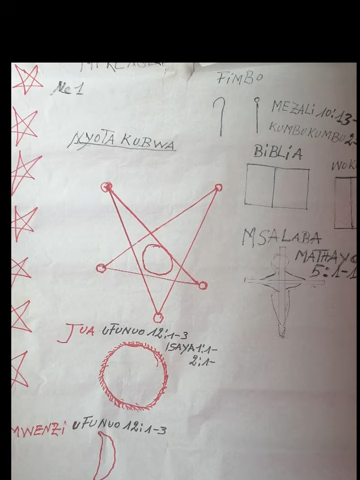 FIMBO
No 1
MEZALI 10:13-
KUMBUKUMBU 2-
NYOTA KUBWA
BIBLIA
MSALABA
MATHAYO
5:1-1
JUA UFUNUO 12:1-3
ISAYA 1:1-
2:1-
MWENZI UFUNUO 12:1-3